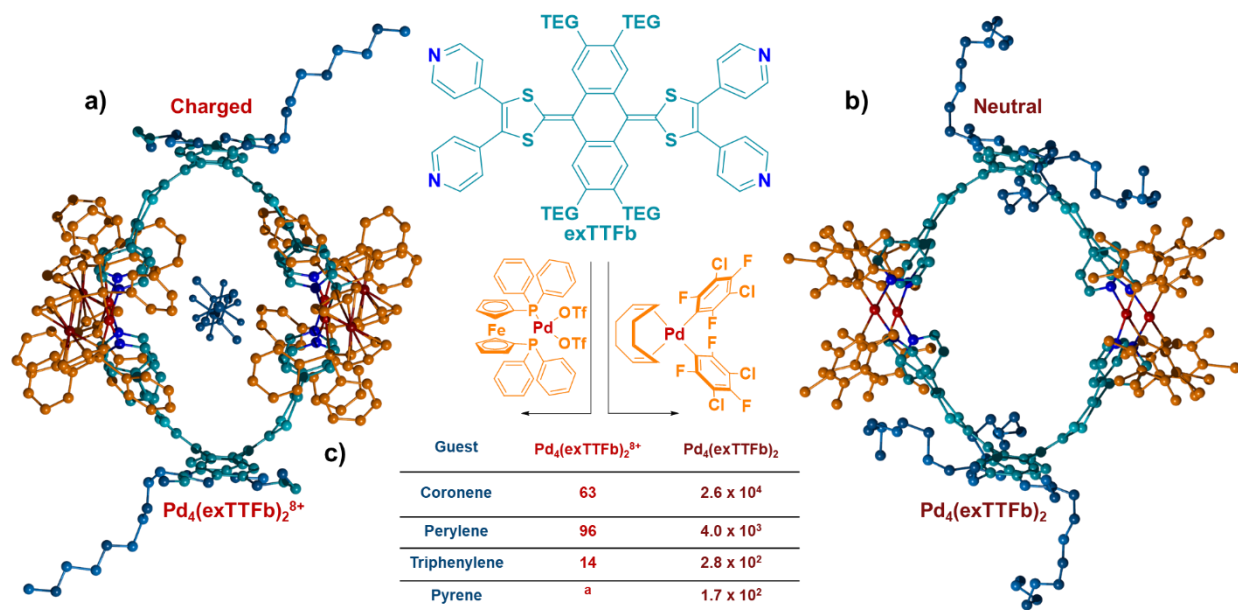 TEG TEG
a)
Charged
N N
S S
S S
N N
TEG TEG
exTTFb
b)
Neutral
P
OTf
Fe Pd
OTf
P
F
Cl
F
F
Cl
Pd
F
Cl
F
Cl
F
c)
Guest Pd4(exTTFb)2^8+ Pd4(exTTFb)2
Coronene 63 2.6 x 10^4
Perylene 96 4.0 x 10^3
Triphenylene 14 2.8 x 10^2
Pyrene a 1.7 x 10^2
Pd4(exTTFb)2^8+
Pd4(exTTFb)2